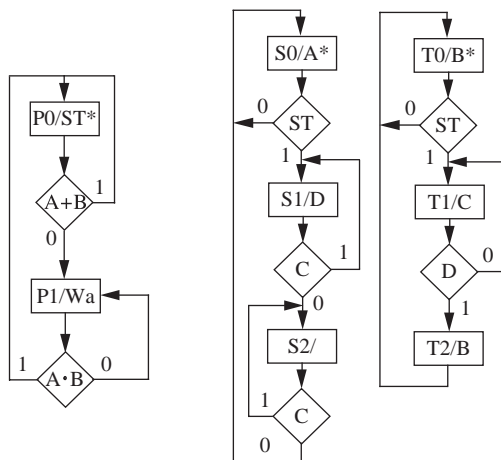 P0/ST*
A+B
1
0
P1/Wa
A·B
1
0
S0/A*
ST
0
1
S1/D
C
1
0
S2/
C
1
0
T0/B*
ST
0
1
T1/C
D
0
1
T2/B